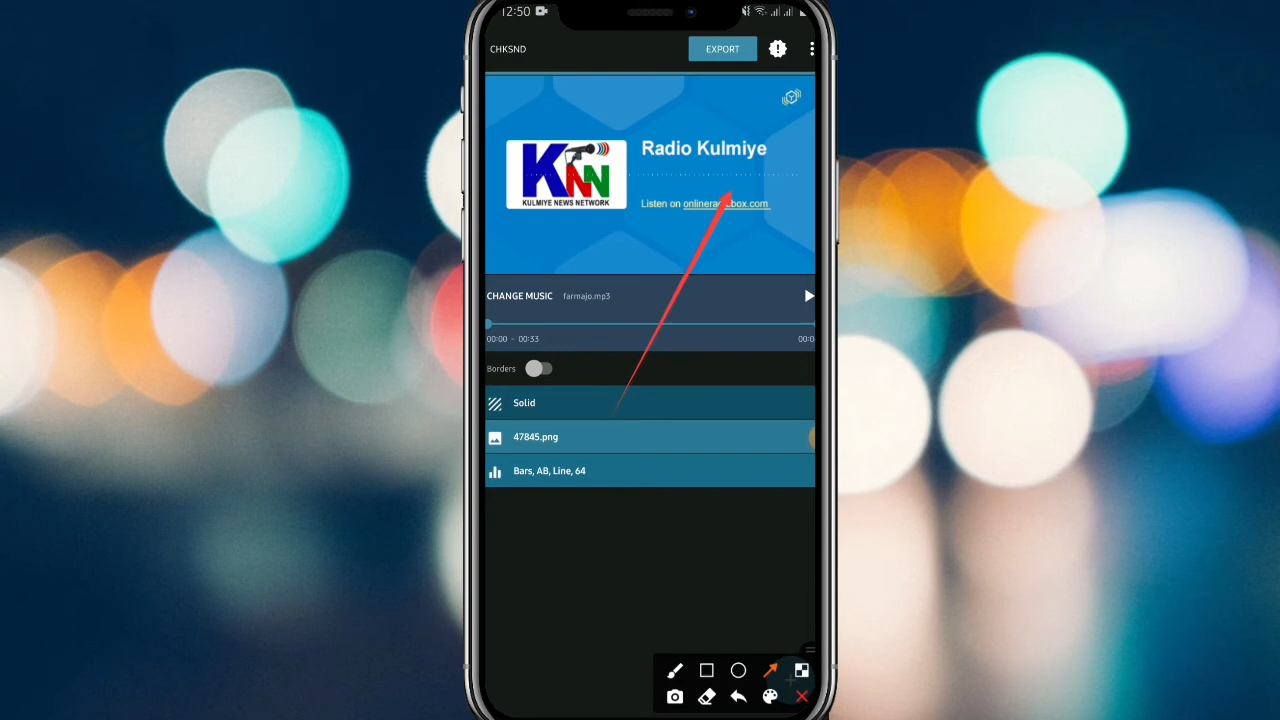 12:50
CHKSND
EXPORT
KNN
KULMIYE NEWS NETWORK
Radio Kulmiye
Listen on
CHANGE MUSIC farmajo.mp3
00:00 - 00:33
Borders
Solid
47845.png
Bars, AB, Line, 64